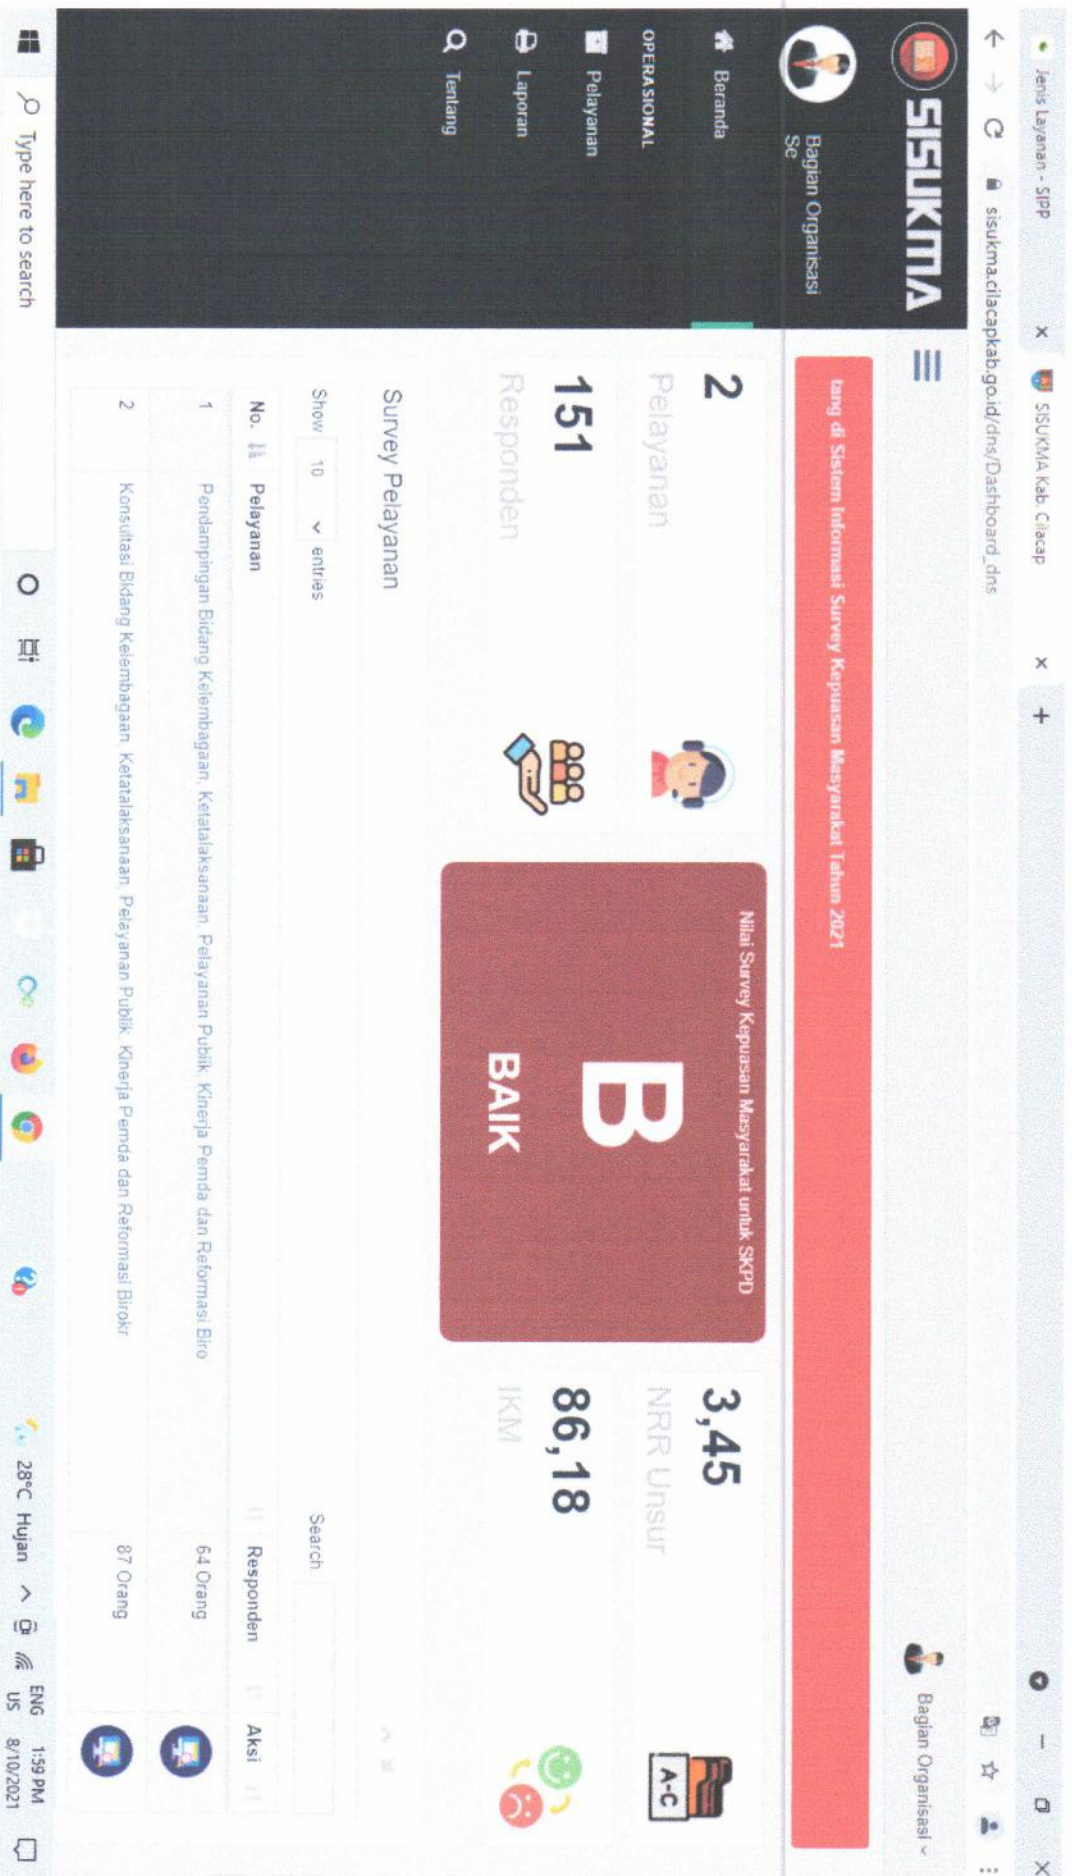 Jenis Layanan - SIPP
SISUKMA Kab. Cilacap
sisukma.cilacapkab.go.id/dns/Dashboard_dns
SISUKMA
Bagian Organisasi
Bagian Organisasi
Se
tang di Sistem Informasi Survey Kepuasan Masyarakat Tahun 2021
Beranda
OPERASIONAL
Pelayanan
Laporan
Tentang
2
Pelayanan
151
Responden
Nilai Survey Kepuasan Masyarakat untuk SKPD
B
BAIK
3,45
NRR Unsur
A-C
86,18
IKM
Survey Pelayanan
Show 10 entries
Search
No. Pelayanan Responden Aksi
1 Pendampingan Bidang Kelembagaan, Ketatalaksanaan, Pelayanan Publik, Kinerja Pemda dan Reformasi Biro 64 Orang
2 Konsultasi Bidang Kelembagaan, Ketatalaksanaan, Pelayanan Publik, Kinerja Pemda dan Reformasi Birokr 87 Orang
Type here to search
28°C Hujan
ENG
US
1:59 PM
8/10/2021